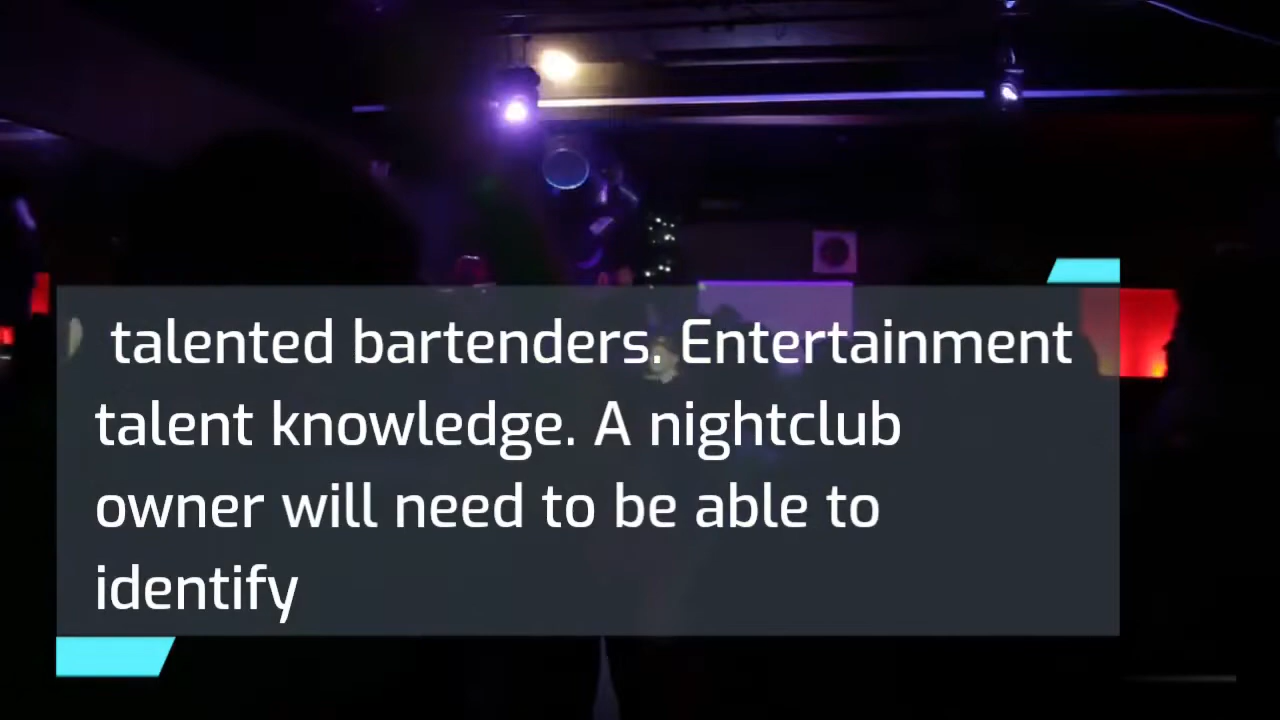 talented bartenders. Entertainment
talent knowledge. A nightclub
owner will need to be able to
identify